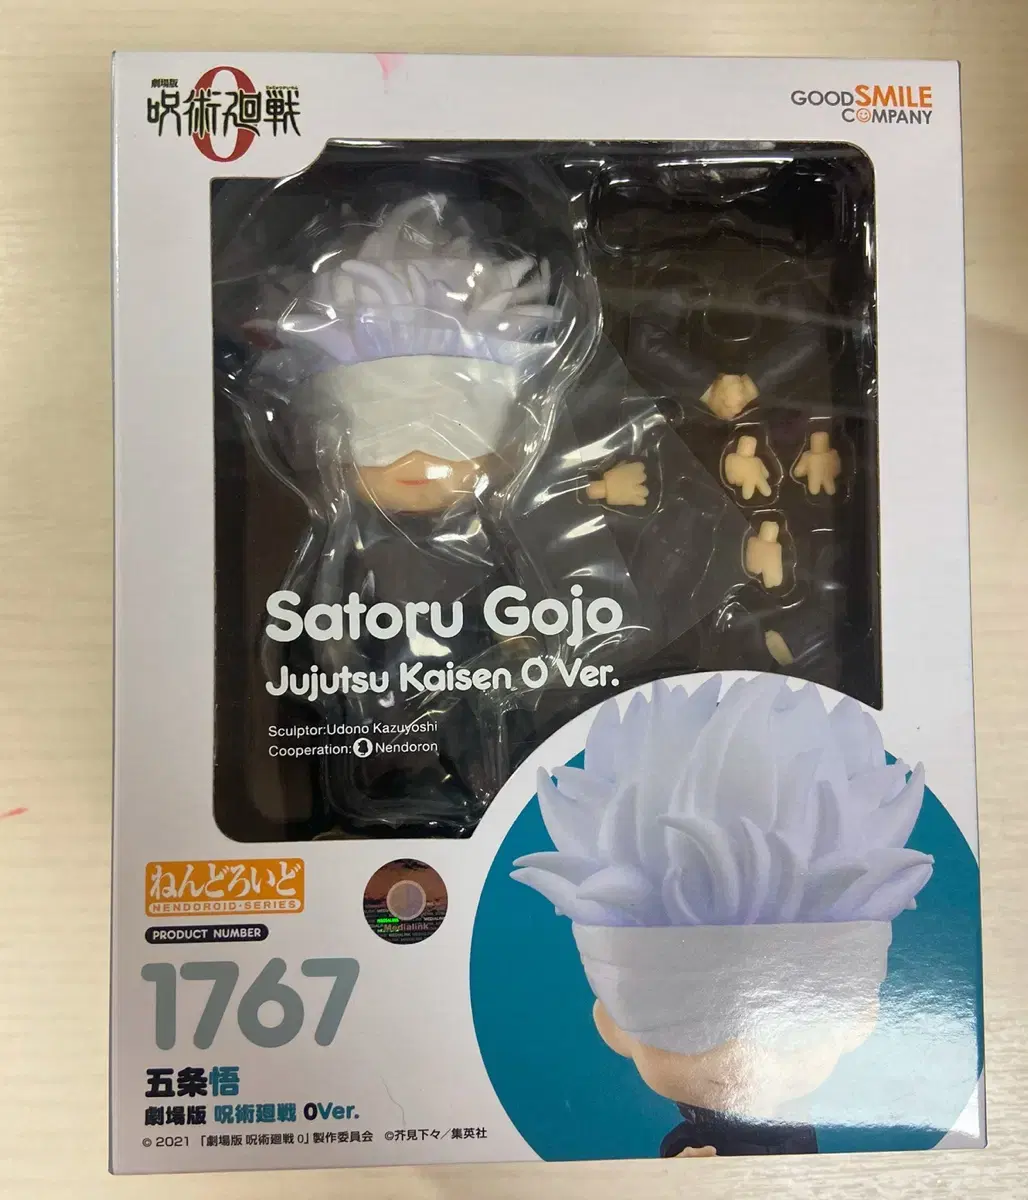 劇場版
呪術廻戦
0
GOODSMILE
COMPANY
Satoru Gojo
Jujutsu Kaisen 0 Ver.
Sculptor:Udono Kazuyoshi
Cooperation: Nendoron
ねんどろいど
NENDOROID·SERIES
PRODUCT NUMBER
Medialink
1767
五条悟
劇場版 呪術廻戦 0Ver.
© 2021 「劇場版 呪術廻戦 0」製作委員会 ©芥見下々／集英社